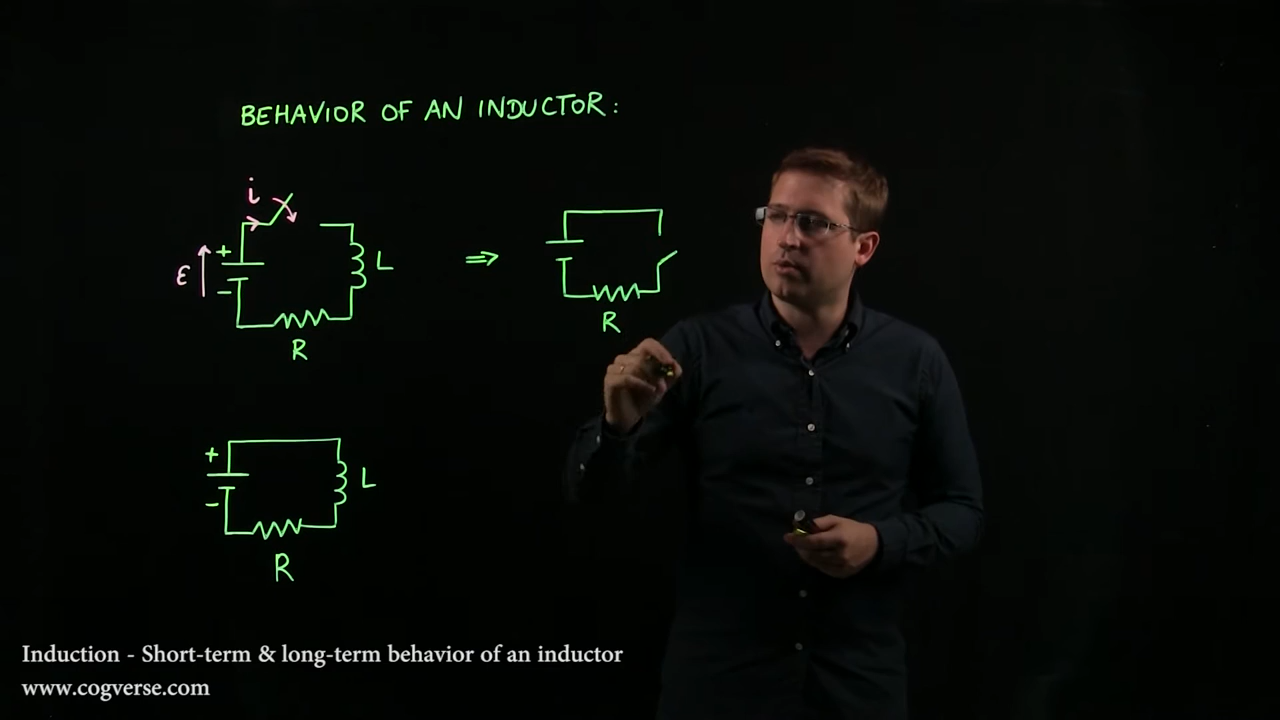 BEHAVIOR OF AN INDUCTOR:
i
+
ε
L
-
R
⇒
R
+
L
-
R
Induction - Short-term & long-term behavior of an inductor
www.cogverse.com